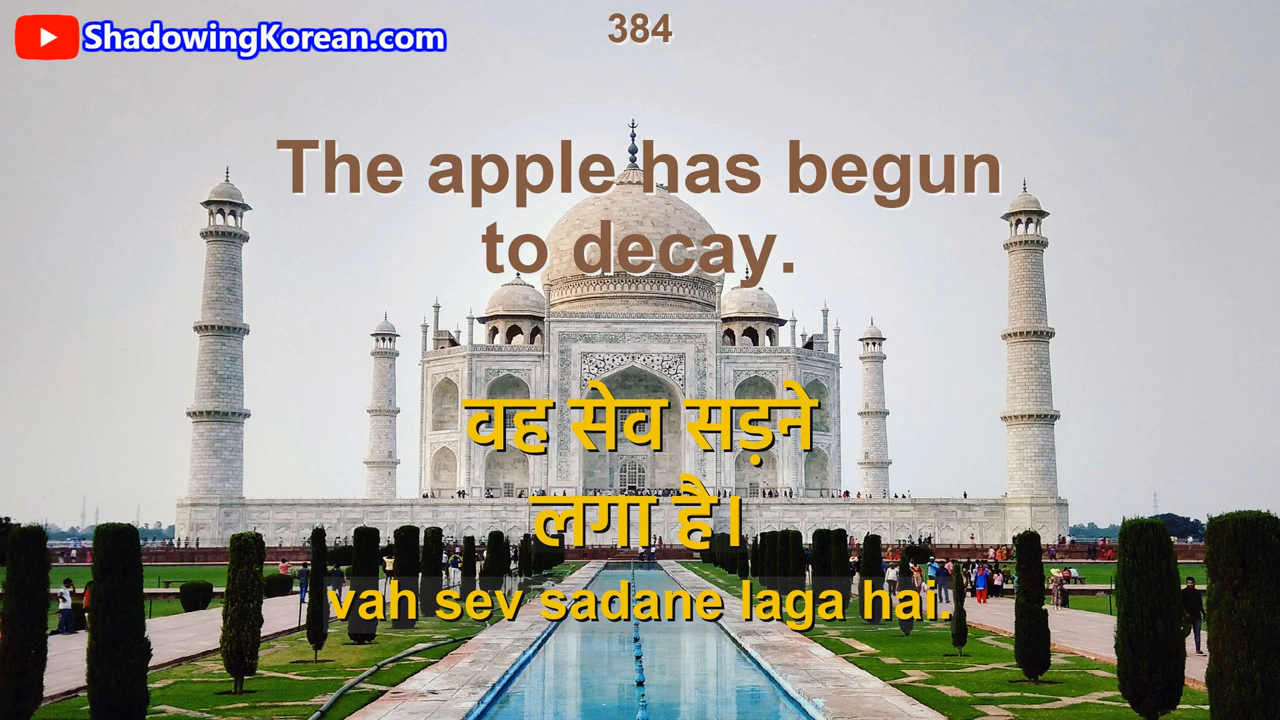 ShadowingKorean.com
384
The apple has begun
to decay.
वह सेव सड़ने
लगा है।
vah sev sadane laga hai.